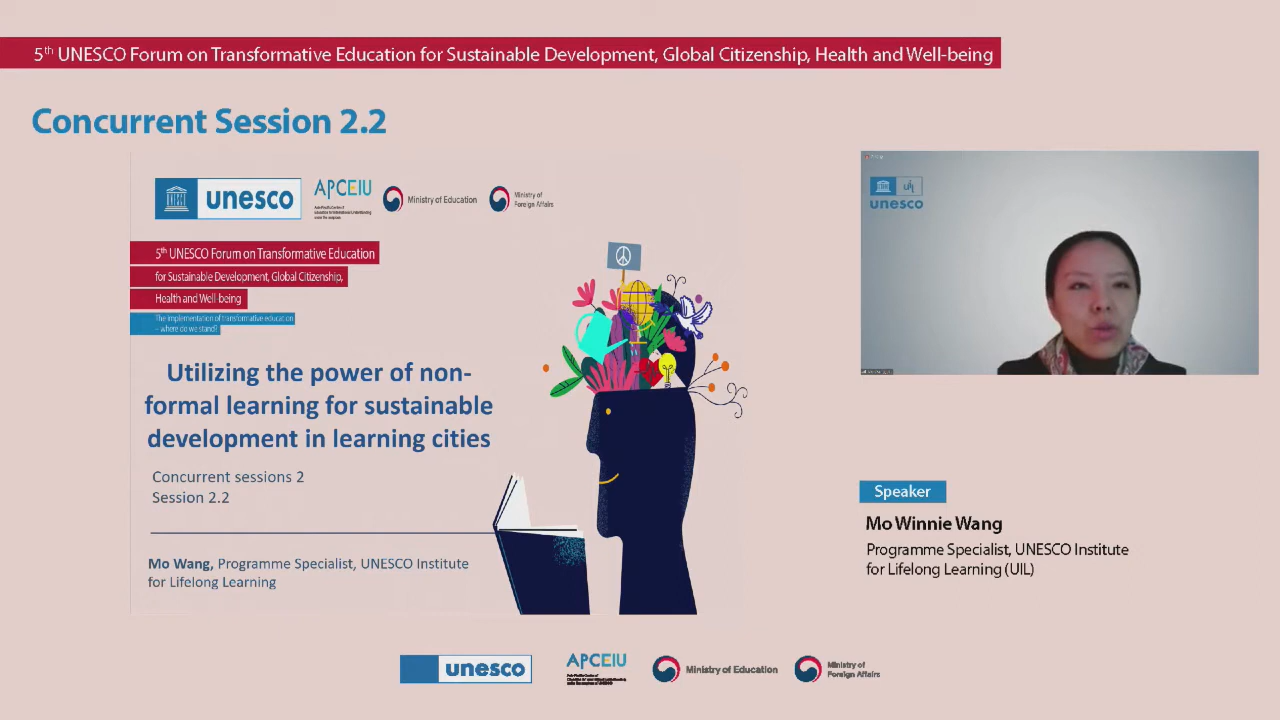 5th UNESCO Forum on Transformative Education for Sustainable Development, Global Citizenship, Health and Well-being
Concurrent Session 2.2
unesco
APCEIU
Ministry of Education
Ministry of
Foreign Affairs
5th UNESCO Forum on Transformative Education
for Sustainable Development, Global Citizenship,
Health and Well-being
The implementation of transformative education
– where do we stand?
Utilizing the power of non-
formal learning for sustainable
development in learning cities
Concurrent sessions 2
Session 2.2
Mo Wang, Programme Specialist, UNESCO Institute
for Lifelong Learning
unesco
Speaker
Mo Winnie Wang
Programme Specialist, UNESCO Institute
for Lifelong Learning (UIL)
unesco
APCEIU
Ministry of Education
Ministry of
Foreign Affairs